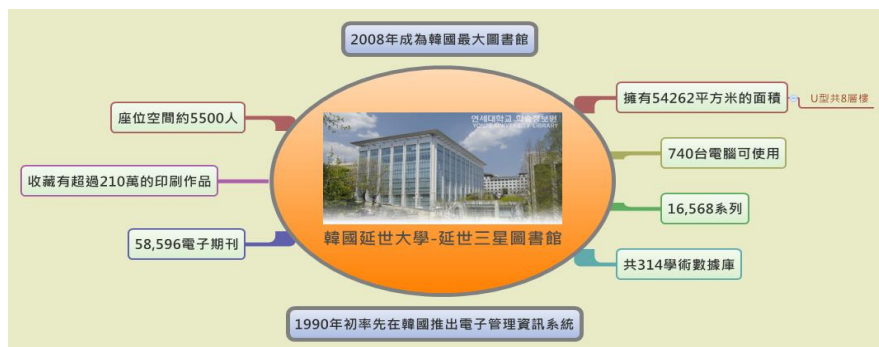 2008年成為韓國最大圖書館
座位空間約5500人
收藏有超過210萬的印刷作品
58,596電子期刊
연세대학교 학술정보원
YONSEI UNIVERSITY LIBRARY
韓國延世大學-延世三星圖書館
擁有54262平方米的面積
U型共8層樓
740台電腦可使用
16,568系列
共314學術數據庫
1990年初率先在韓國推出電子管理資訊系統